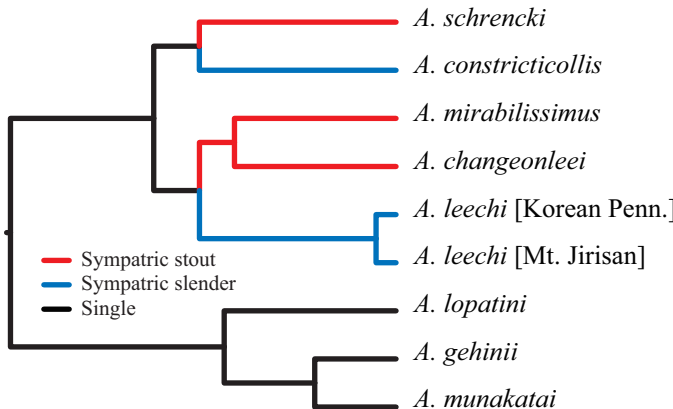 A. schrencki
A. constricticollis
A. mirabilissimus
A. changeonleei
A. leechi [Korean Penn.]
A. leechi [Mt. Jirisan]
Sympatric stout
Sympatric slender
Single
A. lopatini
A. gehinii
A. munakatai